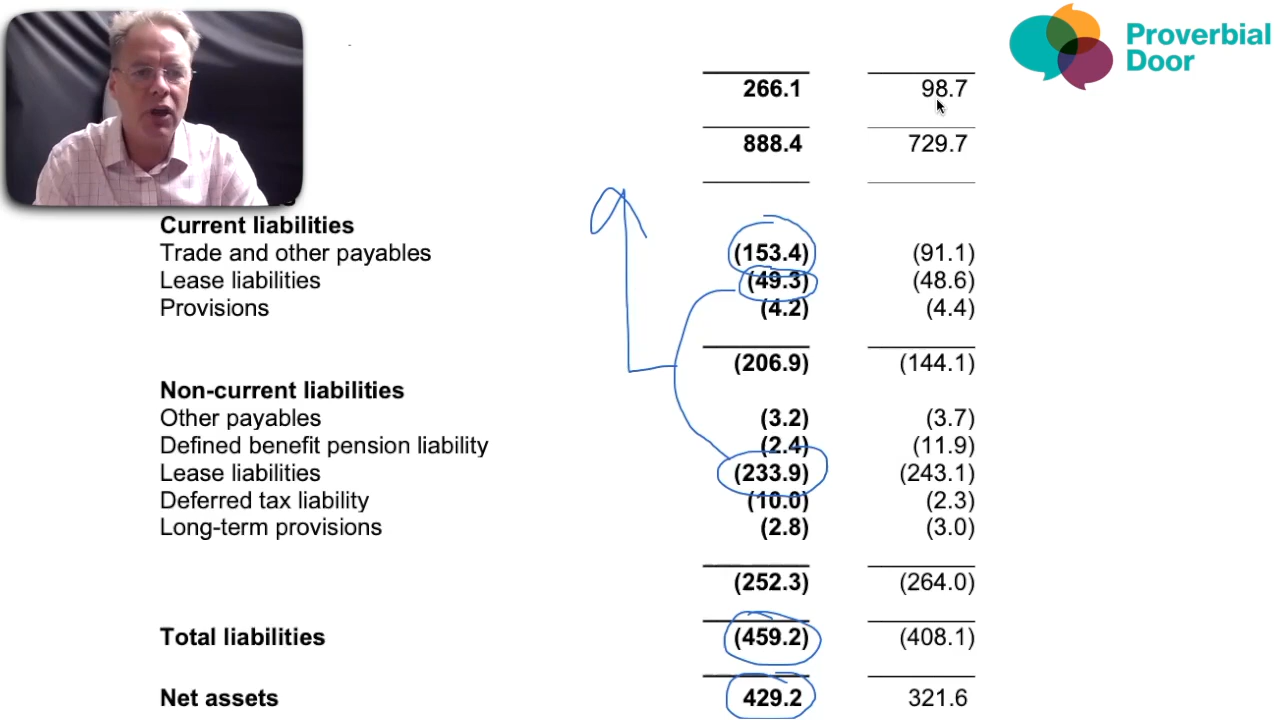 Proverbial
Door
266.1 98.7
888.4 729.7
Current liabilities
Trade and other payables (153.4) (91.1)
Lease liabilities (49.3) (48.6)
Provisions (4.2) (4.4)
(206.9) (144.1)
Non-current liabilities
Other payables (3.2) (3.7)
Defined benefit pension liability (2.4) (11.9)
Lease liabilities (233.9) (243.1)
Deferred tax liability (10.0) (2.3)
Long-term provisions (2.8) (3.0)
(252.3) (264.0)
Total liabilities (459.2) (408.1)
Net assets 429.2 321.6